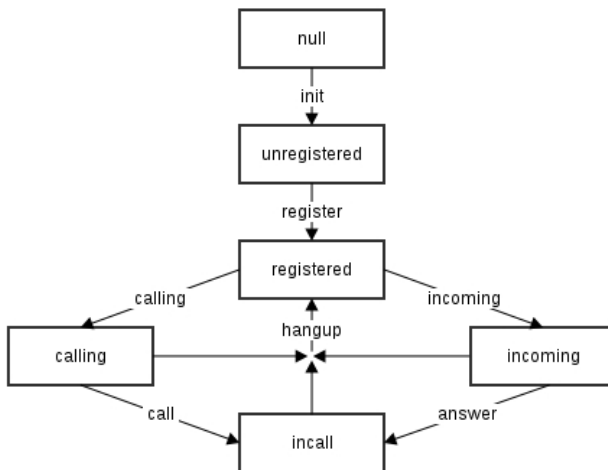 null
init
unregistered
register
registered
calling
incoming
hangup
calling
incoming
call
answer
incall